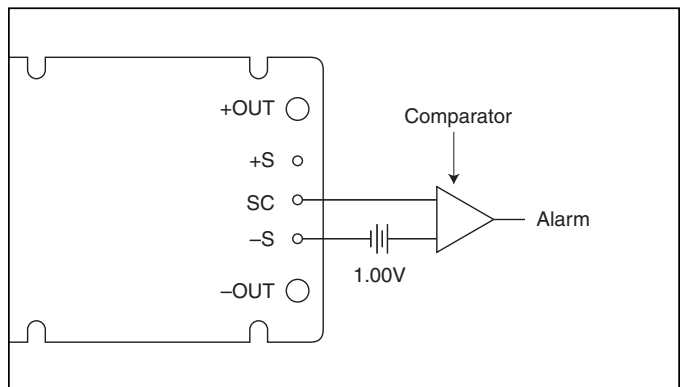 +OUT
Comparator
+S
SC
Alarm
–S
1.00V
–OUT